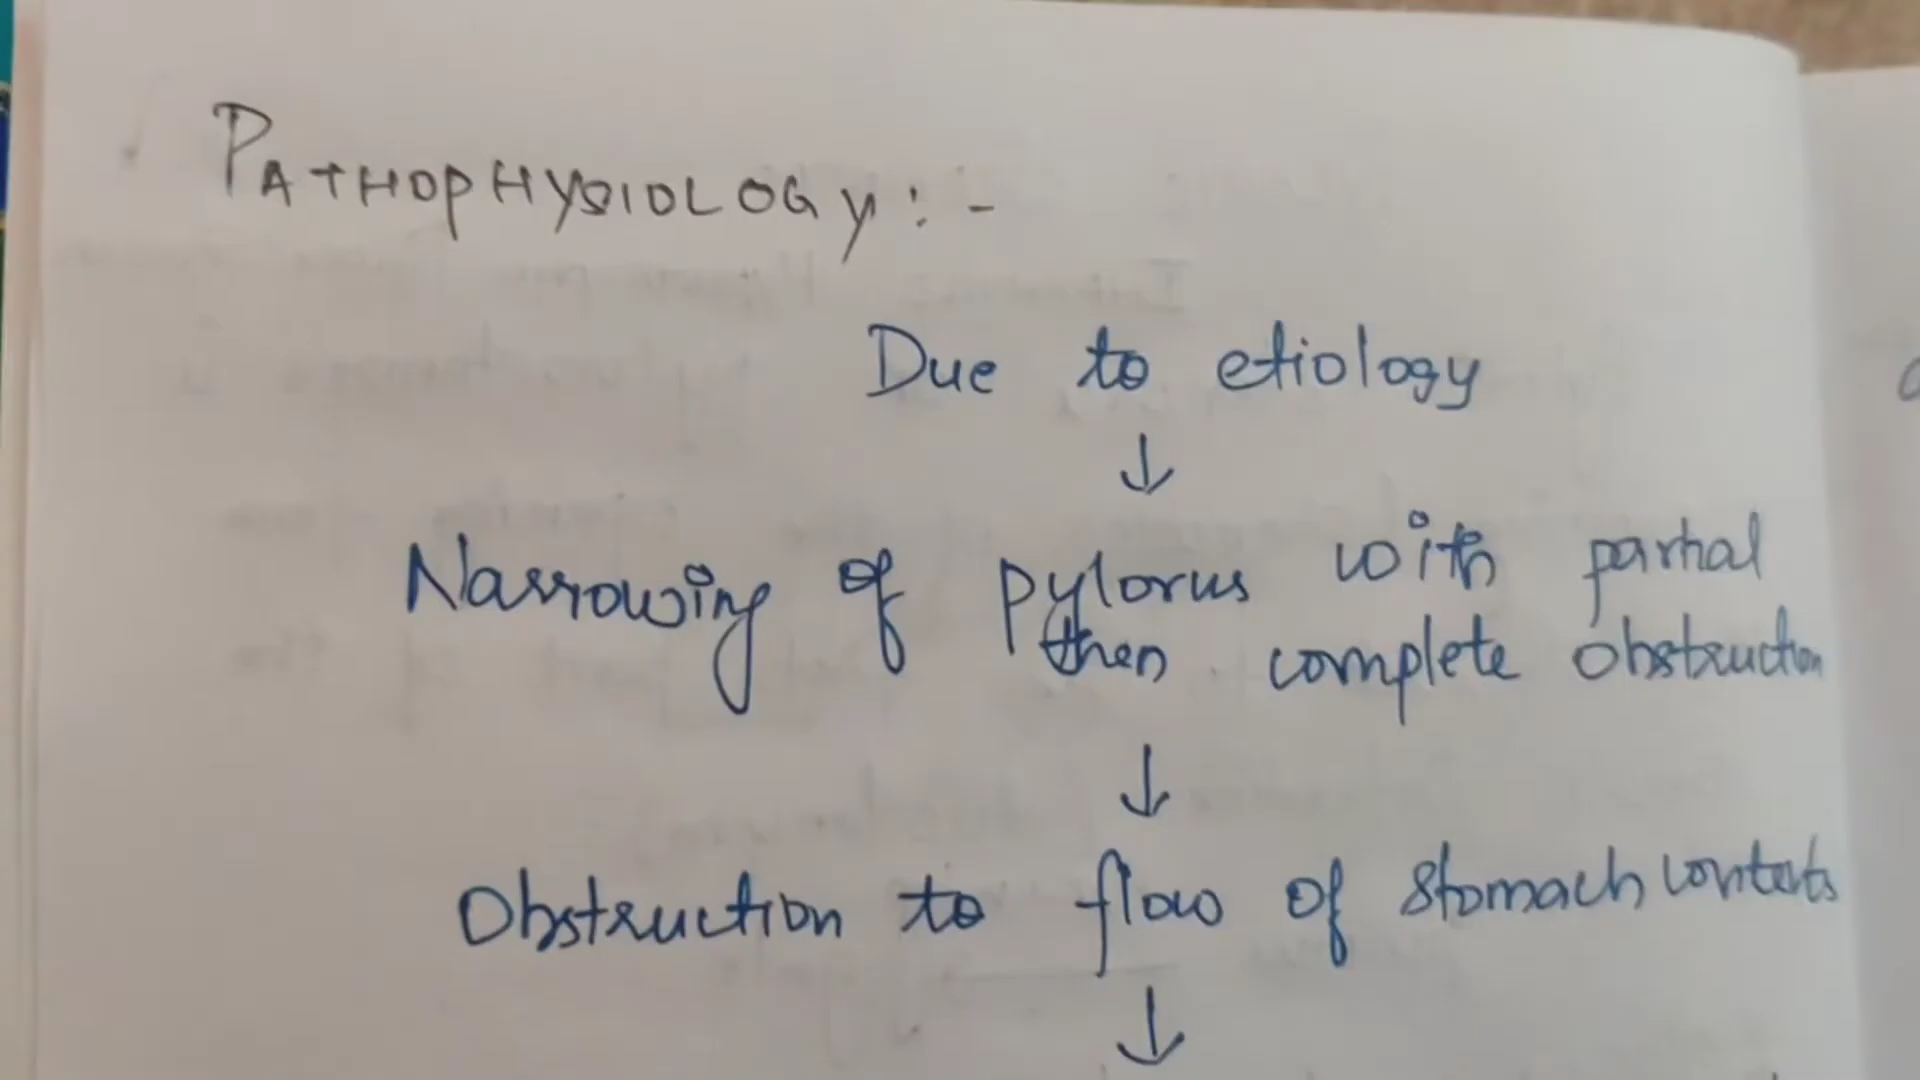 PATHOPHYSIOLOGY:-
Due to etiology
↓
Narrowing of pylorus with partial
then complete obstruction
↓
Obstruction to flow of stomach contents
↓